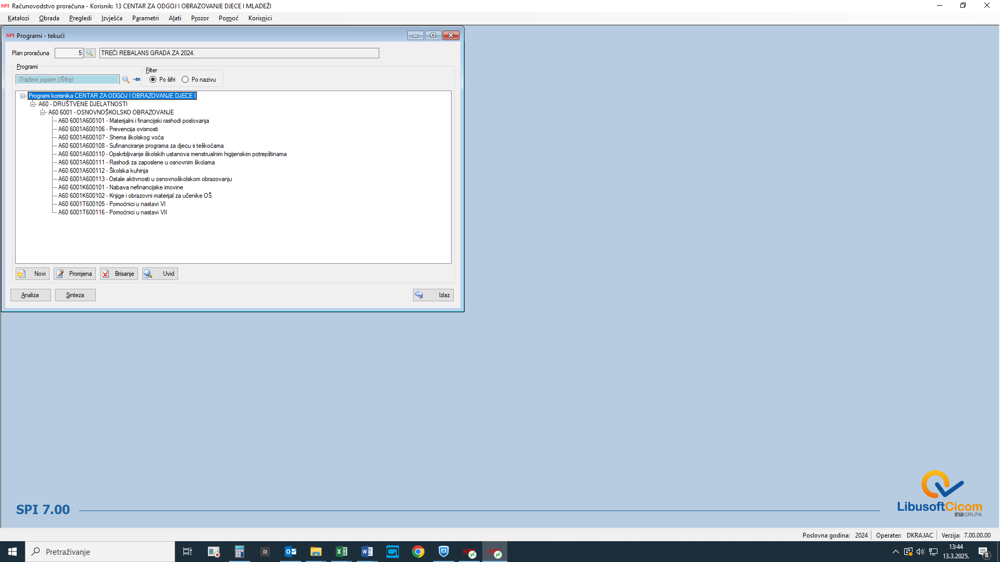 SPI Računovodstvo proračuna - Korisnik: 13 CENTAR ZA ODGOJ I OBRAZOVANJE DJECE I MLADEŽI
Katalozi Obrada Pregledi Izvješća Parametri Alati Prozor Pomoć Korisnici
SPI Programi - tekući
Plan proračuna 5 TREĆI REBALANS GRADA ZA 2024.
Programi
Filter
Traženi pojam (Šifra) Po šifri Po nazivu
Programi korisnika CENTAR ZA ODGOJ I OBRAZOVANJE DJECE I
A60 - DRUŠTVENE DJELATNOSTI
A60 6001 - OSNOVNOŠKOLSKO OBRAZOVANJE
A60 6001A600101 - Materijalni i financijski rashodi poslovanja
A60 6001A600106 - Prevencija ovisnosti
A60 6001A600107 - Shema školskog voća
A60 6001A600108 - Sufinanciranje programa za djecu s teškoćama
A60 6001A600110 - Opskrbljivanje školskih ustanova menstrualnim higijenskim potrepštinama
A60 6001A600111 - Rashodi za zaposlene u osnovnim školama
A60 6001A600112 - Školska kuhinja
A60 6001A600113 - Ostale aktivnosti u osnovnoškolskom obrazovanju
A60 6001K600101 - Nabava nefinancijske imovine
A60 6001K600102 - Knjige i obrazovni materijal za učenike OŠ
A60 6001T600105 - Pomoćnici u nastavi VI
A60 6001T600116 - Pomoćnici u nastavi VII
Novi Promjena Brisanje Uvid
Analiza Sinteza Izlaz
SPI 7.00
LibusoftCicom
in2GRUPA
Poslovna godina: 2024 Operater: DKRAJAC Verzija: 7.00.00.00
Pretraživanje
R
13:44
13.3.2025.
8